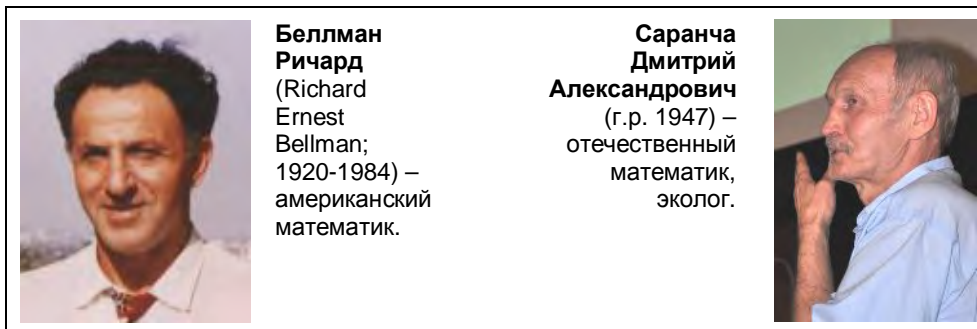 Беллман
Ричард
(Richard
Ernest
Bellman;
1920-1984) –
американский
математик.
Саранча
Дмитрий
Александрович
(г.р. 1947) –
отечественный
математик,
эколог.